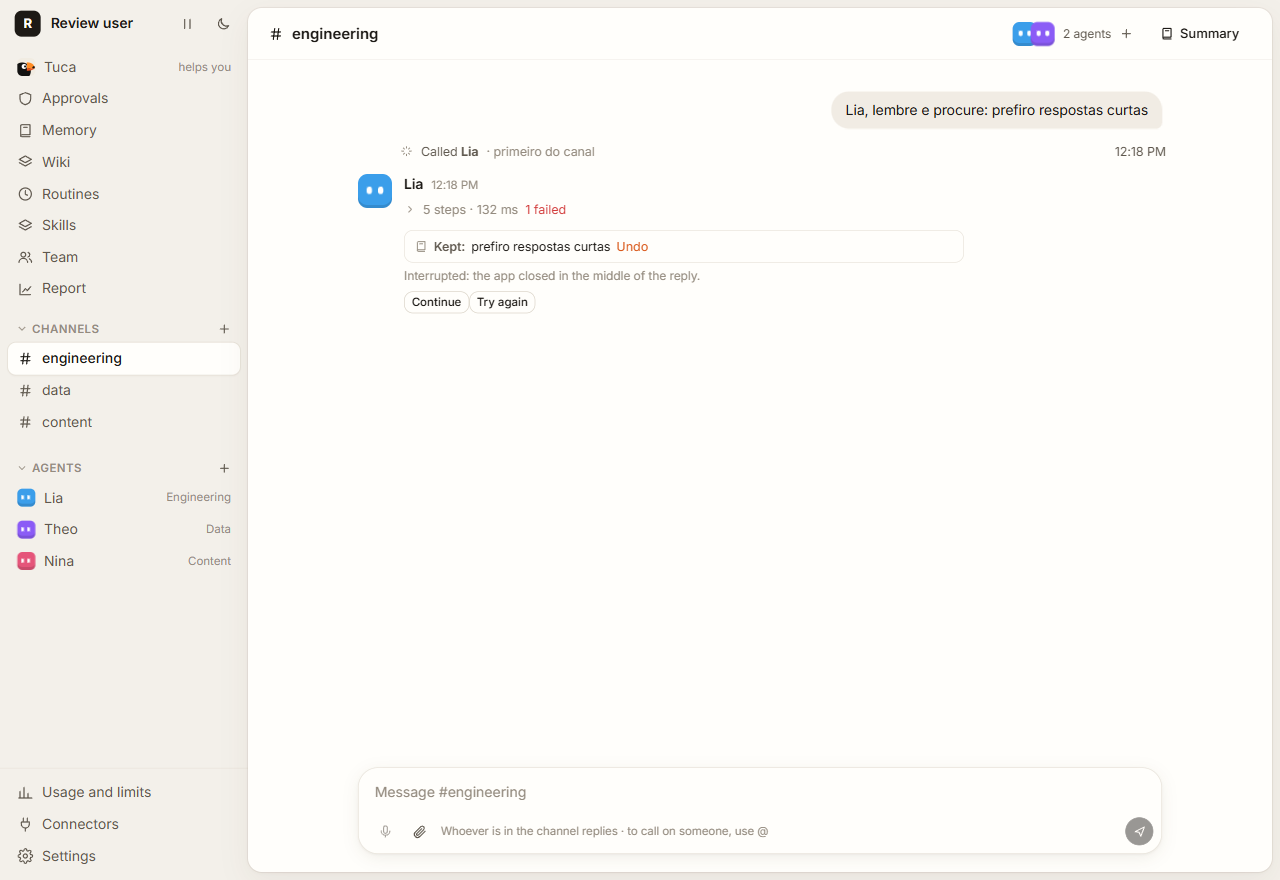 R Review user
Tuca helps you
Approvals
Memory
Wiki
Routines
Skills
Team
Report
CHANNELS +
# engineering
# data
# content
AGENTS +
Lia Engineering
Theo Data
Nina Content
Usage and limits
Connectors
Settings
# engineering
2 agents +
Summary
Lia, lembre e procure: prefiro respostas curtas
Called Lia · primeiro do canal 12:18 PM
Lia 12:18 PM
5 steps · 132 ms 1 failed
Kept: prefiro respostas curtas Undo
Interrupted: the app closed in the middle of the reply.
Continue Try again
Message #engineering
Whoever is in the channel replies · to call on someone, use @